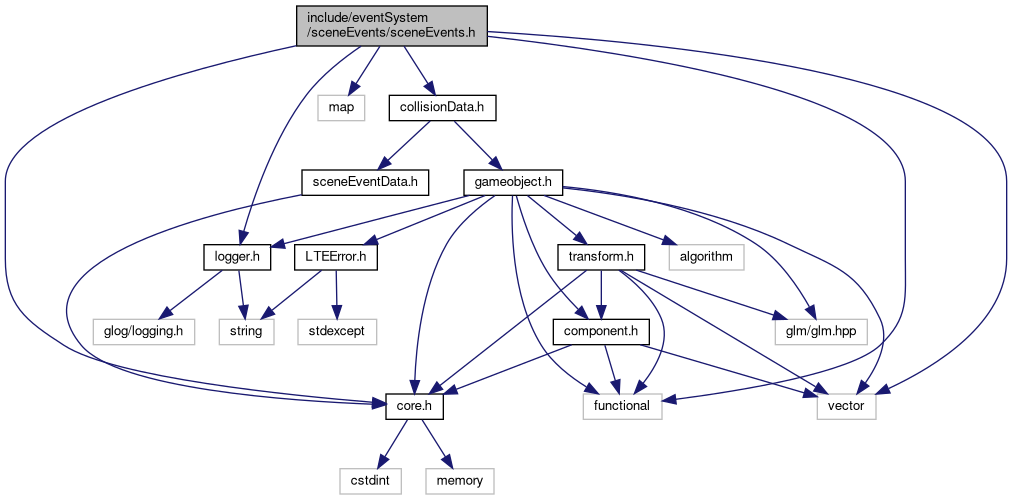 include/eventSystem
/sceneEvents/sceneEvents.h
map
collisionData.h
sceneEventData.h
gameobject.h
logger.h
LTEError.h
transform.h
algorithm
glog/logging.h
string
stdexcept
component.h
glm/glm.hpp
core.h
functional
vector
cstdint
memory